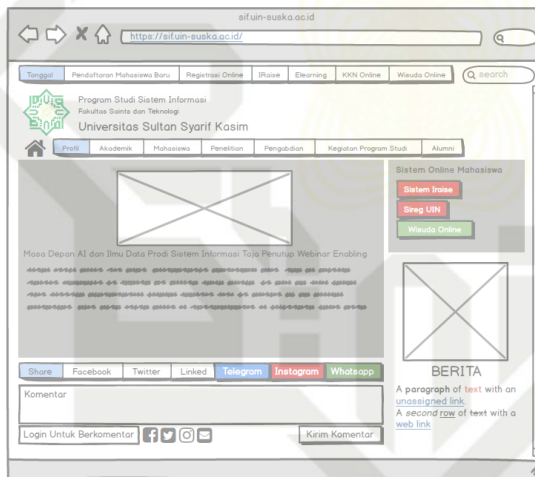 sif.uin-suska.ac.id
https://sif.uin-suska.ac.id/
Tanggal Pendaftaran Mahasiswa Baru Registrasi Online IRaise Elearning KKN Online Wisuda Online search
Program Studi Sistem Informasi
Fakultas Saints dan Teknologi
Universitas Sultan Syarif Kasim
Profil Akademik Mahasiswa Penelitian Pengabdian Kegiatan Program Studi Alumni
Sistem Online Mahasiswa
Sistem Iraise
Sireg UIN
Wisuda Online
Masa Depan AI dan Ilmu Data Prodi Sistem Informasi Taja Penutup Webinar Enabling
Share Facebook Twitter Linked Telegram Instagram Whatsapp
Komentar
Login Untuk Berkomentar Kirim Komentar
BERITA
A paragraph of text with an
unassigned link
A second row of text with a
web link